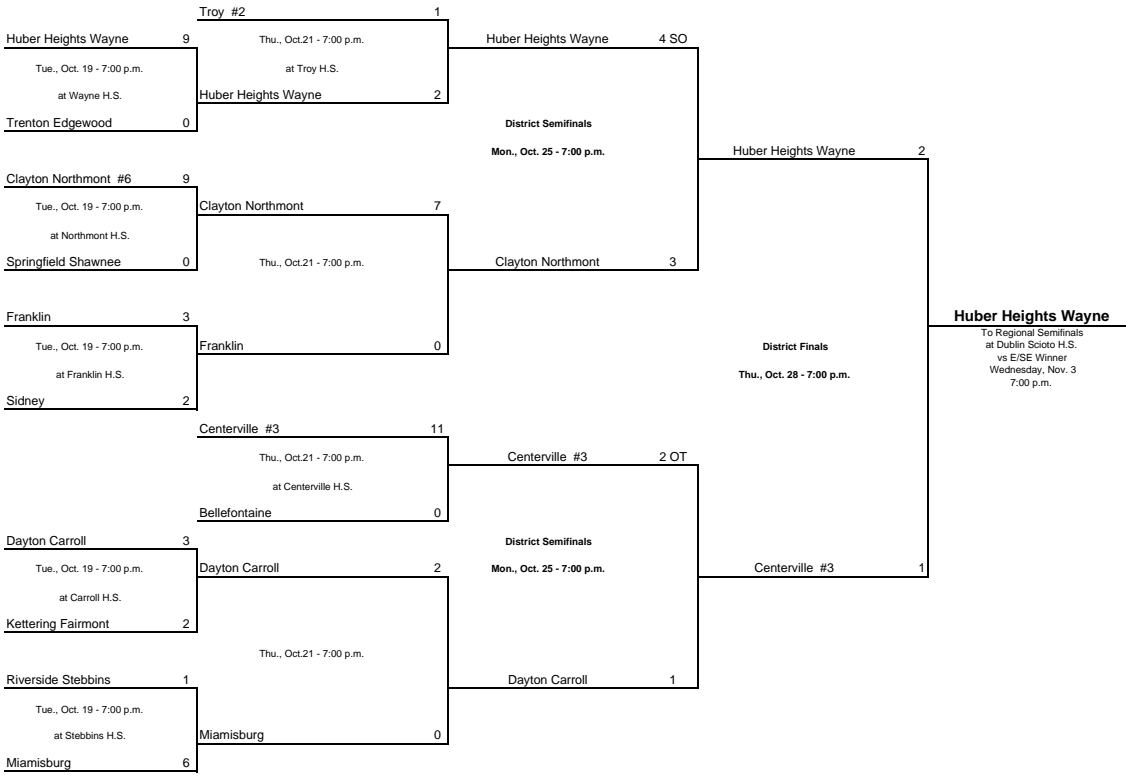 Troy #2 1
Huber Heights Wayne 9
Thu., Oct.21 - 7:00 p.m.
Huber Heights Wayne 4 SO
Tue., Oct. 19 - 7:00 p.m.
at Troy H.S.
at Wayne H.S.
Huber Heights Wayne 2
Trenton Edgewood 0
District Semifinals
Mon., Oct. 25 - 7:00 p.m.
Huber Heights Wayne 2
Clayton Northmont #6 9
Tue., Oct. 19 - 7:00 p.m.
Clayton Northmont 7
at Northmont H.S.
Springfield Shawnee 0
Thu., Oct.21 - 7:00 p.m.
Clayton Northmont 3
Franklin 3
Huber Heights Wayne
To Regional Semifinals
at Dublin Scioto H.S.
vs E/SE Winner
Wednesday, Nov. 3
7:00 p.m.
Tue., Oct. 19 - 7:00 p.m.
Franklin 0
District Finals
at Franklin H.S.
Thu., Oct. 28 - 7:00 p.m.
Sidney 2
Centerville #3 11
Thu., Oct.21 - 7:00 p.m.
Centerville #3 2 OT
at Centerville H.S.
Bellefontaine 0
Dayton Carroll 3
District Semifinals
Tue., Oct. 19 - 7:00 p.m.
Dayton Carroll 2
Mon., Oct. 25 - 7:00 p.m.
Centerville #3 1
at Carroll H.S.
Kettering Fairmont 2
Thu., Oct.21 - 7:00 p.m.
Riverside Stebbins 1
Dayton Carroll 1
Tue., Oct. 19 - 7:00 p.m.
at Stebbins H.S.
Miamisburg 0
Miamisburg 6